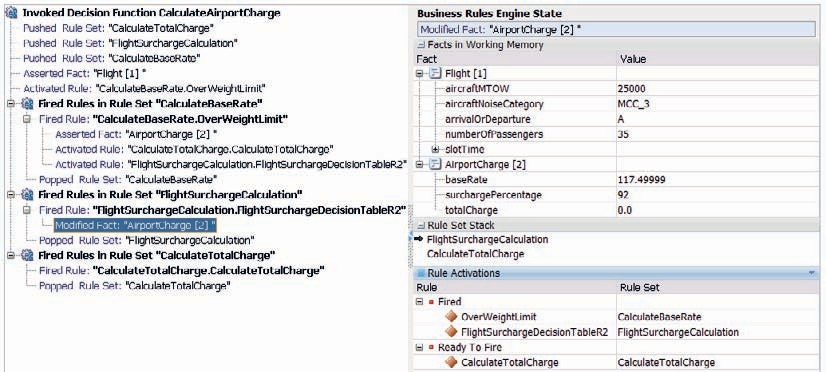 Invoked Decision Function CalculateAirportCharge
Pushed Rule Set: "CalculateTotalCharge"
Pushed Rule Set: "FlightSurchargeCalculation"
Pushed Rule Set: "CalculateBaseRate"
Asserted Fact: "Flight [1] "
Activated Rule: "CalculateBaseRate.OverWeightLimit"
Fired Rules in Rule Set "CalculateBaseRate"
Fired Rule: "CalculateBaseRate.OverWeightLimit"
Asserted Fact: "AirportCharge [2] "
Activated Rule: "CalculateTotalCharge.CalculateTotalCharge"
Activated Rule: "FlightSurchargeCalculation.FlightSurchargeDecisionTableR2"
Popped Rule Set: "CalculateBaseRate"
Fired Rules in Rule Set "FlightSurchargeCalculation"
Fired Rule: "FlightSurchargeCalculation.FlightSurchargeDecisionTableR2"
Modified Fact: "AirportCharge [2] "
Popped Rule Set: "FlightSurchargeCalculation"
Fired Rules in Rule Set "CalculateTotalCharge"
Fired Rule: "CalculateTotalCharge.CalculateTotalCharge"
Popped Rule Set: "CalculateTotalCharge"
Business Rules Engine State
Modified Fact: "AirportCharge [2] "
Facts in Working Memory
Fact Value
Flight [1]
aircraftMTOW 25000
aircraftNoiseCategory MCC_3
arrivalOrDeparture A
numberOfPassengers 35
slotTime
AirportCharge [2]
baseRate 117.49999
surchargePercentage 92
totalCharge 0.0
Rule Set Stack
FlightSurchargeCalculation
CalculateTotalCharge
Rule Activations
Rule Rule Set
Fired
OverWeightLimit CalculateBaseRate
FlightSurchargeDecisionTableR2 FlightSurchargeCalculation
Ready To Fire
CalculateTotalCharge CalculateTotalCharge